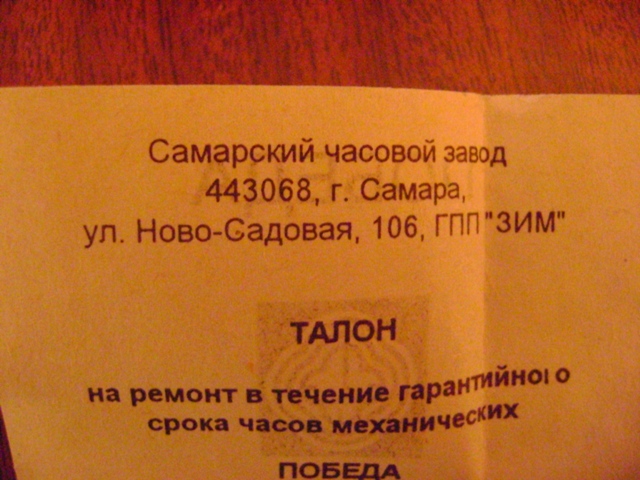 Самарский часовой завод
443068, г. Самара,
ул. Ново-Садовая, 106, ГПП "ЗИМ"
ТАЛОН
на ремонт в течение гарантийного
срока часов механических
ПОБЕДА